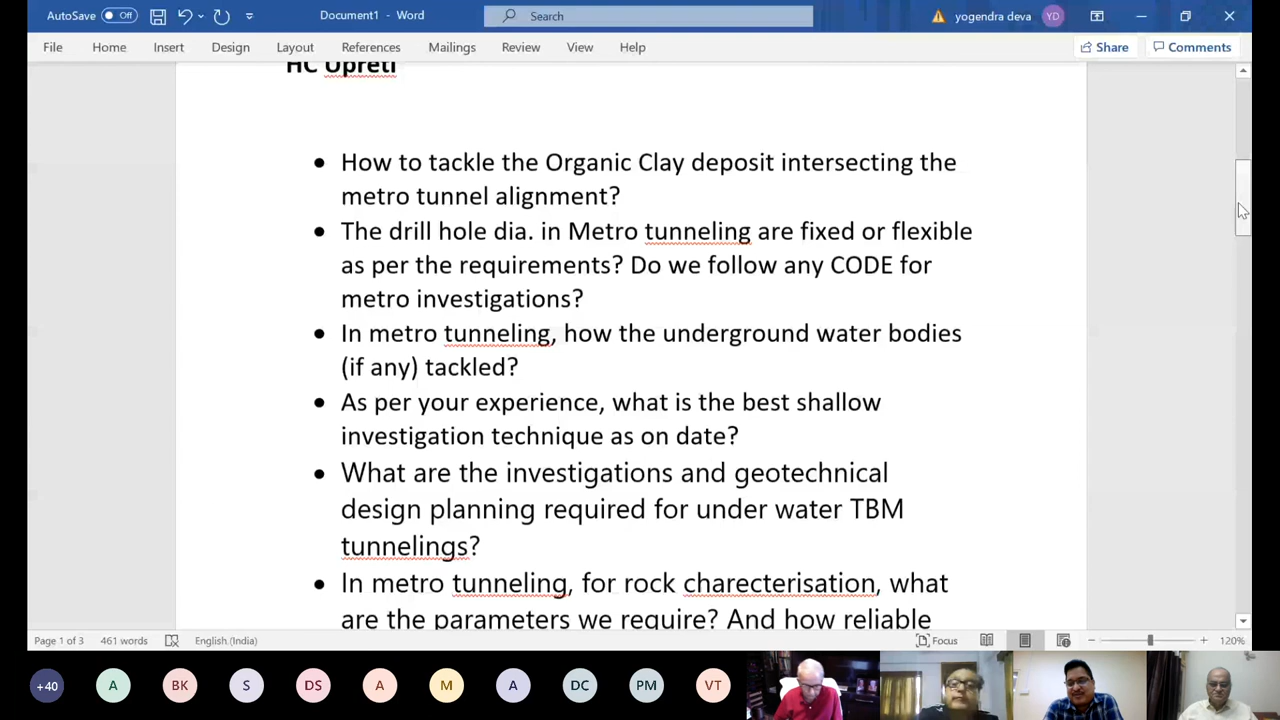 AutoSave Off Document1 - Word Search yogendra deva YD
File Home Insert Design Layout References Mailings Review View Help Share Comments
HC Upreti
• How to tackle the Organic Clay deposit intersecting the
metro tunnel alignment?
• The drill hole dia. in Metro tunneling are fixed or flexible
as per the requirements? Do we follow any CODE for
metro investigations?
• In metro tunneling, how the underground water bodies
(if any) tackled?
• As per your experience, what is the best shallow
investigation technique as on date?
• What are the investigations and geotechnical
design planning required for under water TBM
tunnelings?
• In metro tunneling, for rock charecterisation, what
are the parameters we require? And how reliable
Page 1 of 3 461 words English (India) Focus 120%
+40 A BK S DS A M A DC PM VT